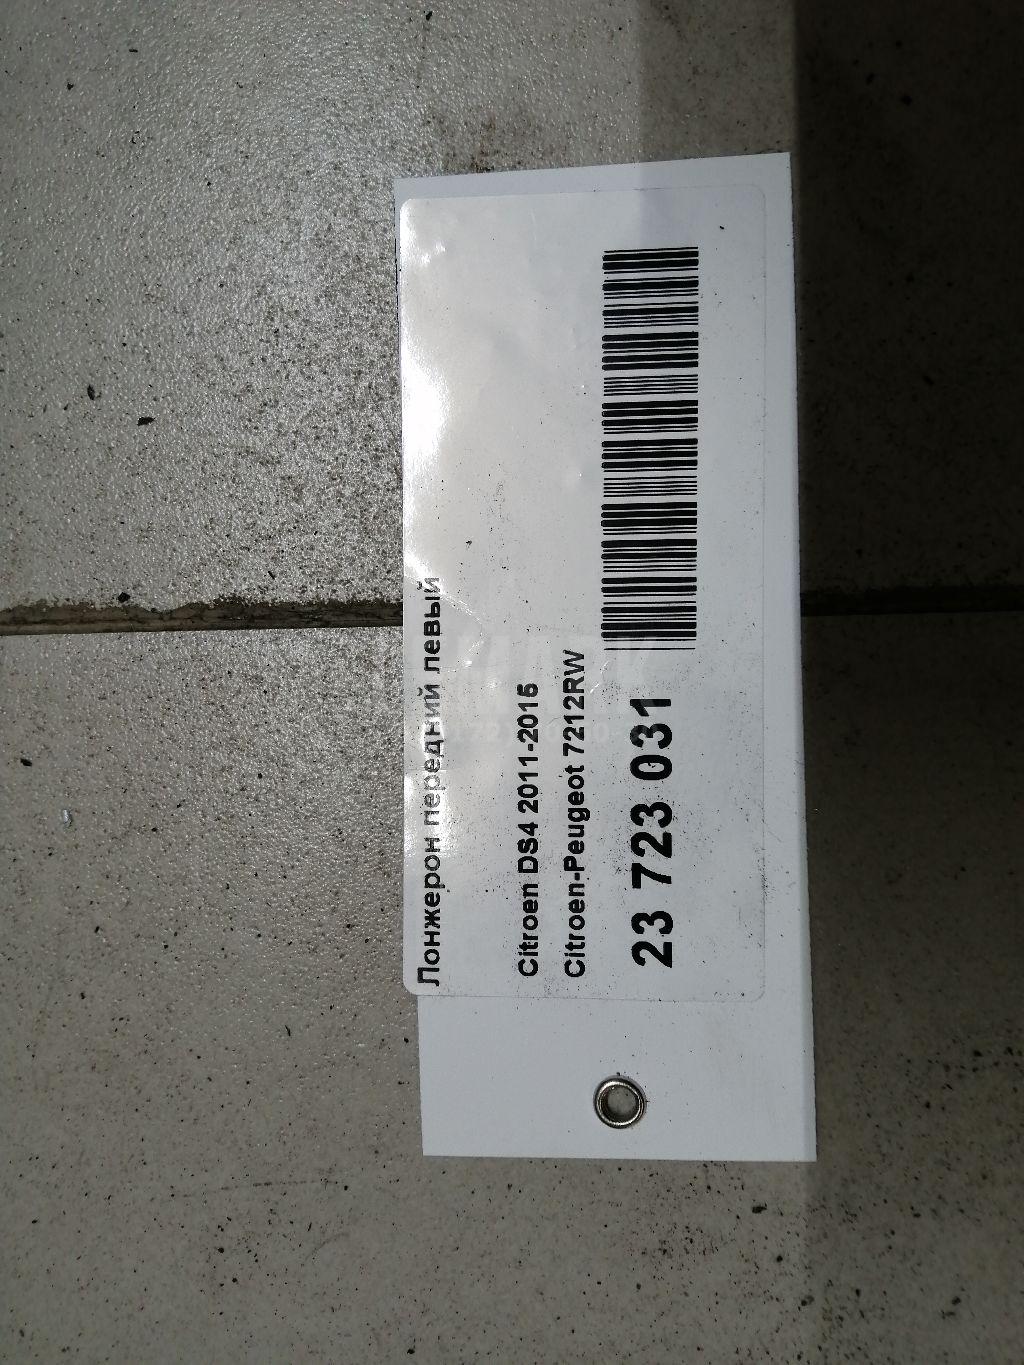 Лонжерон передний левый
Citroen DS4 2011-2015
Citroen-Peugeot 7212RW
23 723 031